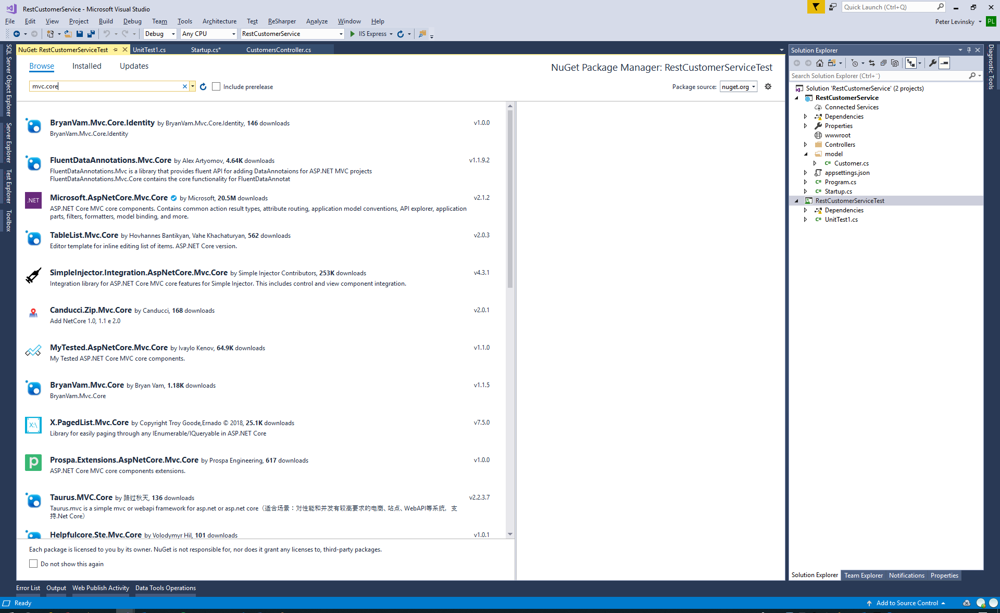 RestCustomerService - Microsoft Visual Studio
Quick Launch (Ctrl+Q)
File Edit View Project Build Debug Team Tools Architecture Test ReSharper Analyze Window Help
Peter Levinsky PL
Debug Any CPU RestCustomerService IIS Express
NuGet: RestCustomerServiceTest UnitTest1.cs Startup.cs* CustomersController.cs
SQL Server Object Explorer
Server Explorer
Test Explorer
Toolbox
Browse Installed Updates
NuGet Package Manager: RestCustomerServiceTest
mvc.core
Include prerelease
Package source: nuget.org
BryanVam.Mvc.Core.Identity by BryanVam.Mvc.Core.Identity, 146 downloads v1.0.0
BryanVam.Mvc.Core.Identity
FluentDataAnnotations.Mvc.Core by Alex Artyomov, 4.64K downloads v1.1.9.2
FluentDataAnnotations.Mvc is a library that provides fluent API for adding DataAnnotaions for ASP.NET MVC projects
FluentDataAnnotations.Mvc.Core contains the core functionality for FluentDataAnnotat
.NET
Microsoft.AspNetCore.Mvc.Core by Microsoft, 20.5M downloads v2.1.2
ASP.NET Core MVC core components. Contains common action result types, attribute routing, application model conventions, API explorer, application
parts, filters, formatters, model binding, and more.
TableList.Mvc.Core by Hovhannes Bantikyan, Vahe Khachaturyan, 562 downloads v2.0.3
Editor template for inline editing list of items. ASP.NET Core version.
SimpleInjector.Integration.AspNetCore.Mvc.Core by Simple Injector Contributors, 253K downloads v4.3.1
Integration library for ASP.NET Core MVC core features for Simple Injector. This includes control and view component integration.
Canducci.Zip.Mvc.Core by Canducci, 168 downloads v2.0.1
Add NetCore 1.0, 1.1 e 2.0
MyTested.AspNetCore.Mvc.Core by Ivaylo Kenov, 64.9K downloads v1.1.0
My Tested ASP.NET Core MVC core components.
BryanVam.Mvc.Core by Bryan Vam, 1.18K downloads v1.1.5
BryanVam.Mvc.Core
X:\
X.PagedList.Mvc.Core by Copyright Troy Goode,Ernado © 2018, 25.1K downloads v7.5.0
Library for easily paging through any IEnumerable/IQueryable in ASP.NET Core
p
Prospa.Extensions.AspNetCore.Mvc.Core by Prospa Engineering, 617 downloads v1.0.0
ASP.NET Core MVC core components extensions.
Taurus.MVC.Core by 路过秋天, 136 downloads v2.2.3.7
Taurus.mvc is a simple mvc or webapi framework for asp.net or asp.net core（适合场景：对性能和并发有较高要求的电商、站点、WebAPI等系统，支
持.Net Core）
Helpfulcore.Ste.Mvc.Core by Volodymyr Hil, 101 downloads v1.0.1
Each package is licensed to you by its owner. NuGet is not responsible for, nor does it grant any licenses to, third-party packages.
Do not show this again
Solution Explorer
Search Solution Explorer (Ctrl+¨)
Solution 'RestCustomerService' (2 projects)
RestCustomerService
Connected Services
Dependencies
Properties
wwwroot
Controllers
model
C# Customer.cs
appsettings.json
C# Program.cs
C# Startup.cs
RestCustomerServiceTest
Dependencies
C# UnitTest1.cs
Diagnostic Tools
Solution Explorer Team Explorer Notifications Properties
Error List Output Web Publish Activity Data Tools Operations
Ready Add to Source Control